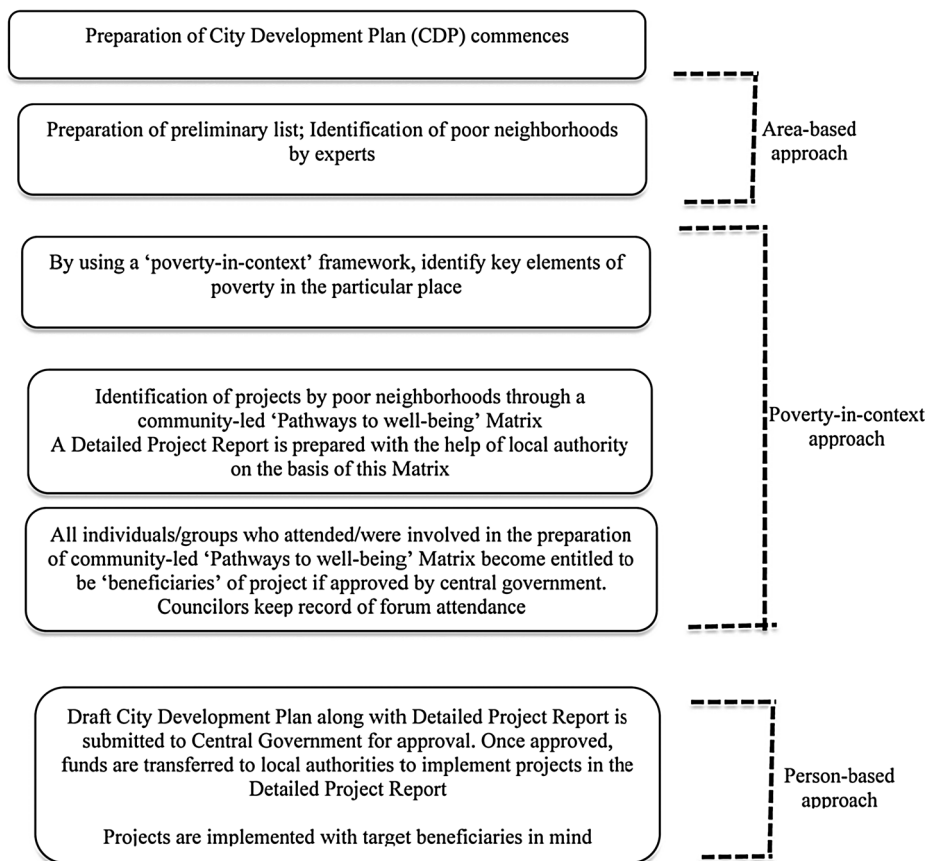 Preparation of City Development Plan (CDP) commences
Preparation of preliminary list; Identification of poor neighborhoods
by experts
Area-based
approach
By using a ‘poverty-in-context’ framework, identify key elements of
poverty in the particular place
Identification of projects by poor neighborhoods through a
community-led ‘Pathways to well-being’ Matrix
A Detailed Project Report is prepared with the help of local authority
on the basis of this Matrix
All individuals/groups who attended/were involved in the preparation
of community-led ‘Pathways to well-being’ Matrix become entitled to
be ‘beneficiaries’ of project if approved by central government.
Councilors keep record of forum attendance
Poverty-in-context
approach
Draft City Development Plan along with Detailed Project Report is
submitted to Central Government for approval. Once approved,
funds are transferred to local authorities to implement projects in the
Detailed Project Report
Projects are implemented with target beneficiaries in mind
Person-based
approach